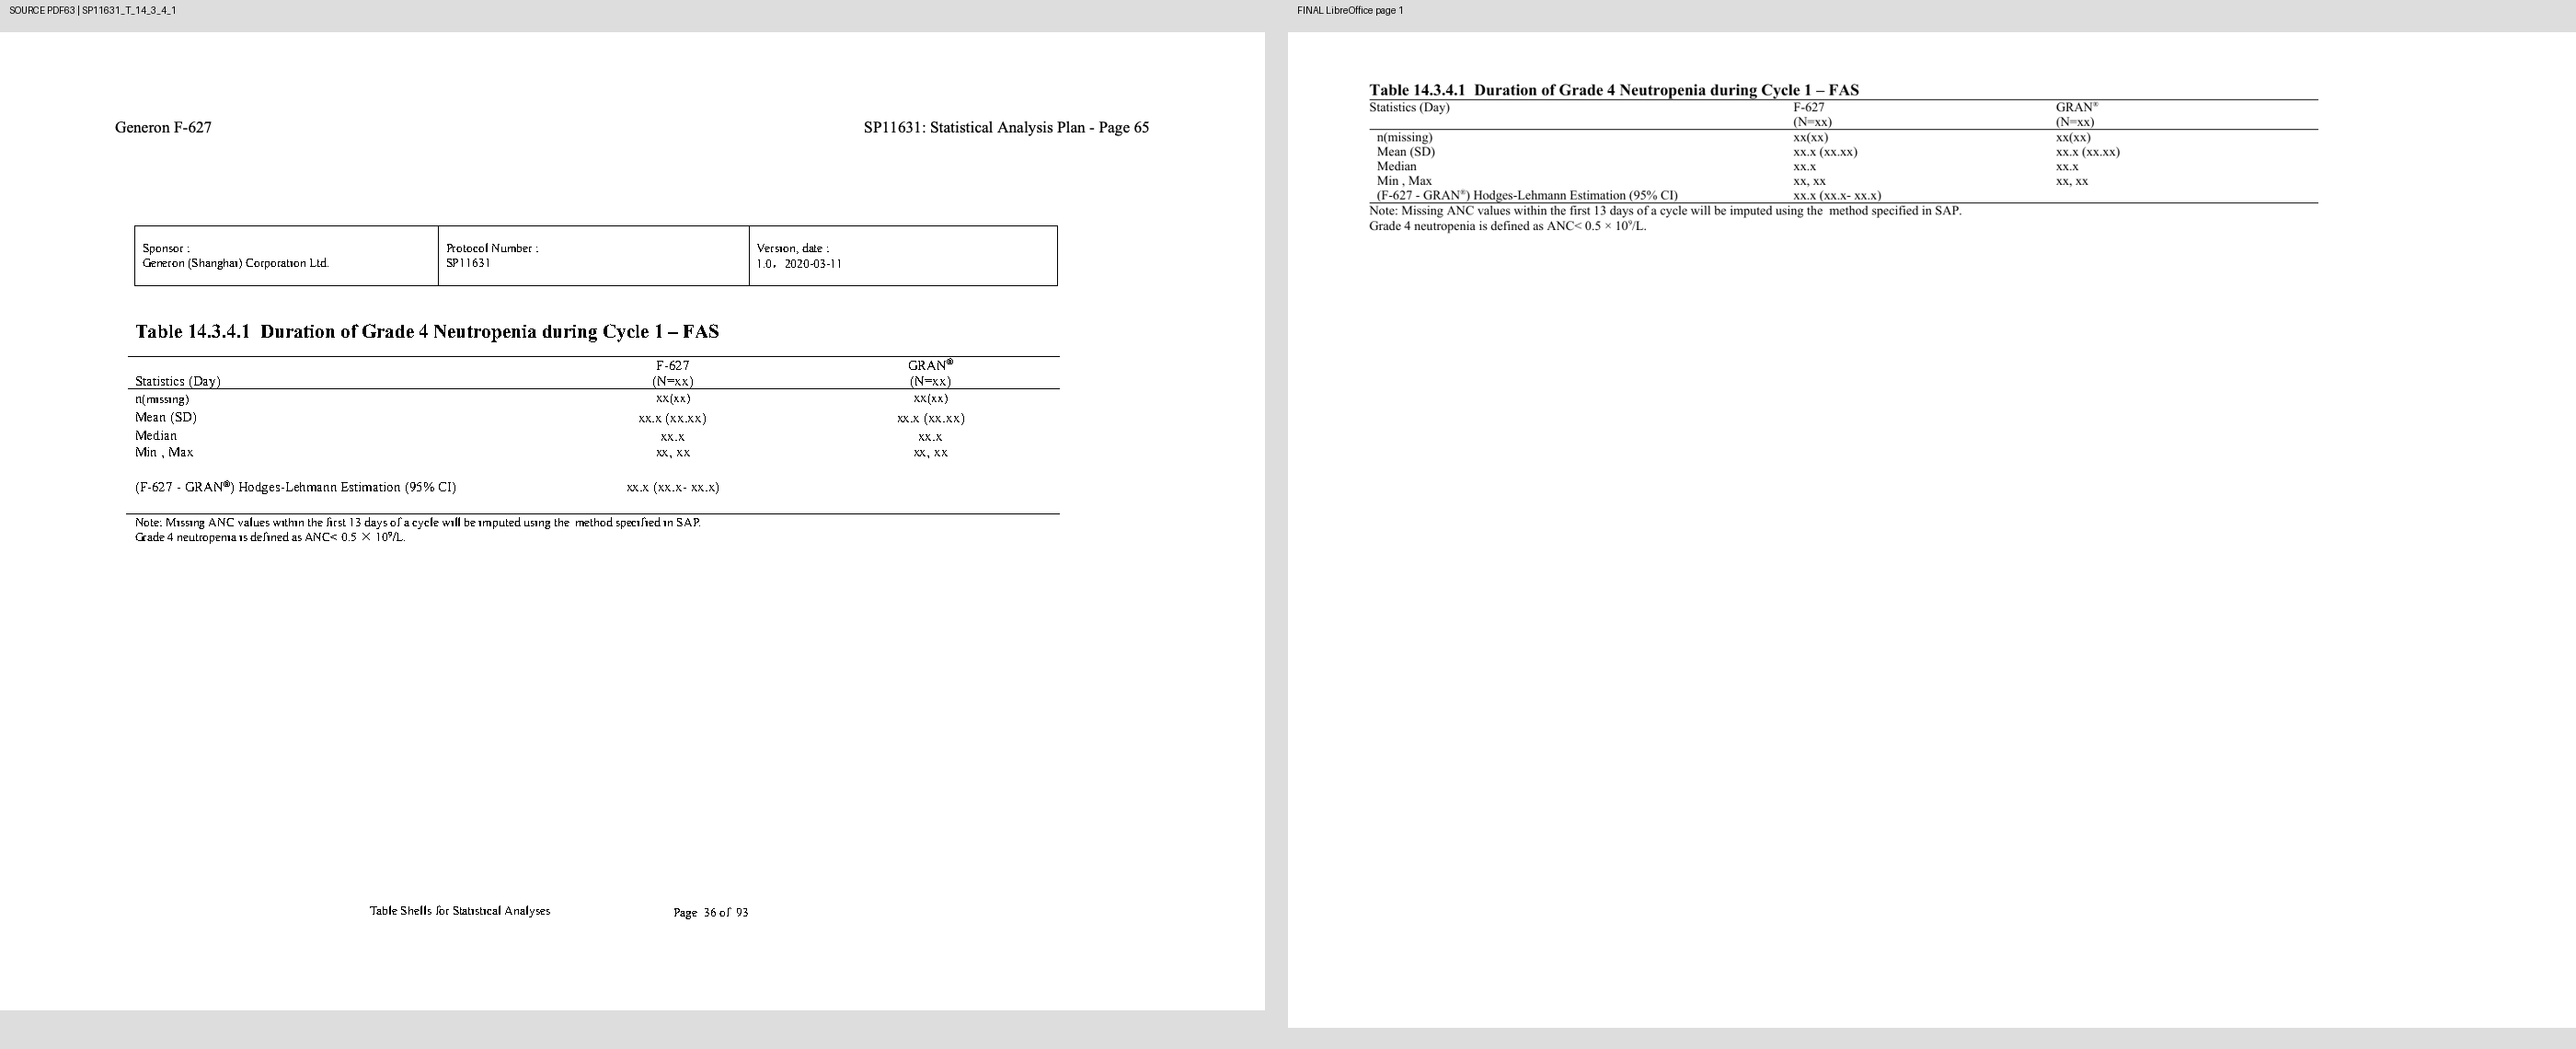 SOURCE PDF63 | SP11631_T_14_3_4_1
Generon F-627
SP11631: Statistical Analysis Plan - Page 65
Sponsor :
Generon (Shanghai) Corporation Ltd.
Protocol Number :
SP11631
Version, date :
1.0，2020-03-11
Table 14.3.4.1  Duration of Grade 4 Neutropenia during Cycle 1 – FAS
F-627 GRAN®
Statistics (Day) (N=xx) (N=xx)
n(missing) xx(xx) xx(xx)
Mean (SD) xx.x (xx.xx) xx.x (xx.xx)
Median xx.x xx.x
Min , Max xx, xx xx, xx
(F-627 - GRAN®) Hodges-Lehmann Estimation (95% CI) xx.x (xx.x- xx.x)
Note: Missing ANC values within the first 13 days of a cycle will be imputed using the  method specified in SAP.
Grade 4 neutropenia is defined as ANC< 0.5 × 10⁹/L.
Table Shells for Statistical Analyses Page 36 of 93
FINAL LibreOffice page 1
Table 14.3.4.1  Duration of Grade 4 Neutropenia during Cycle 1 – FAS
Statistics (Day) F-627 GRAN®
(N=xx) (N=xx)
n(missing) xx(xx) xx(xx)
Mean (SD) xx.x (xx.xx) xx.x (xx.xx)
Median xx.x xx.x
Min , Max xx, xx xx, xx
(F-627 - GRAN®) Hodges-Lehmann Estimation (95% CI) xx.x (xx.x- xx.x)
Note: Missing ANC values within the first 13 days of a cycle will be imputed using the  method specified in SAP.
Grade 4 neutropenia is defined as ANC< 0.5 × 10⁹/L.